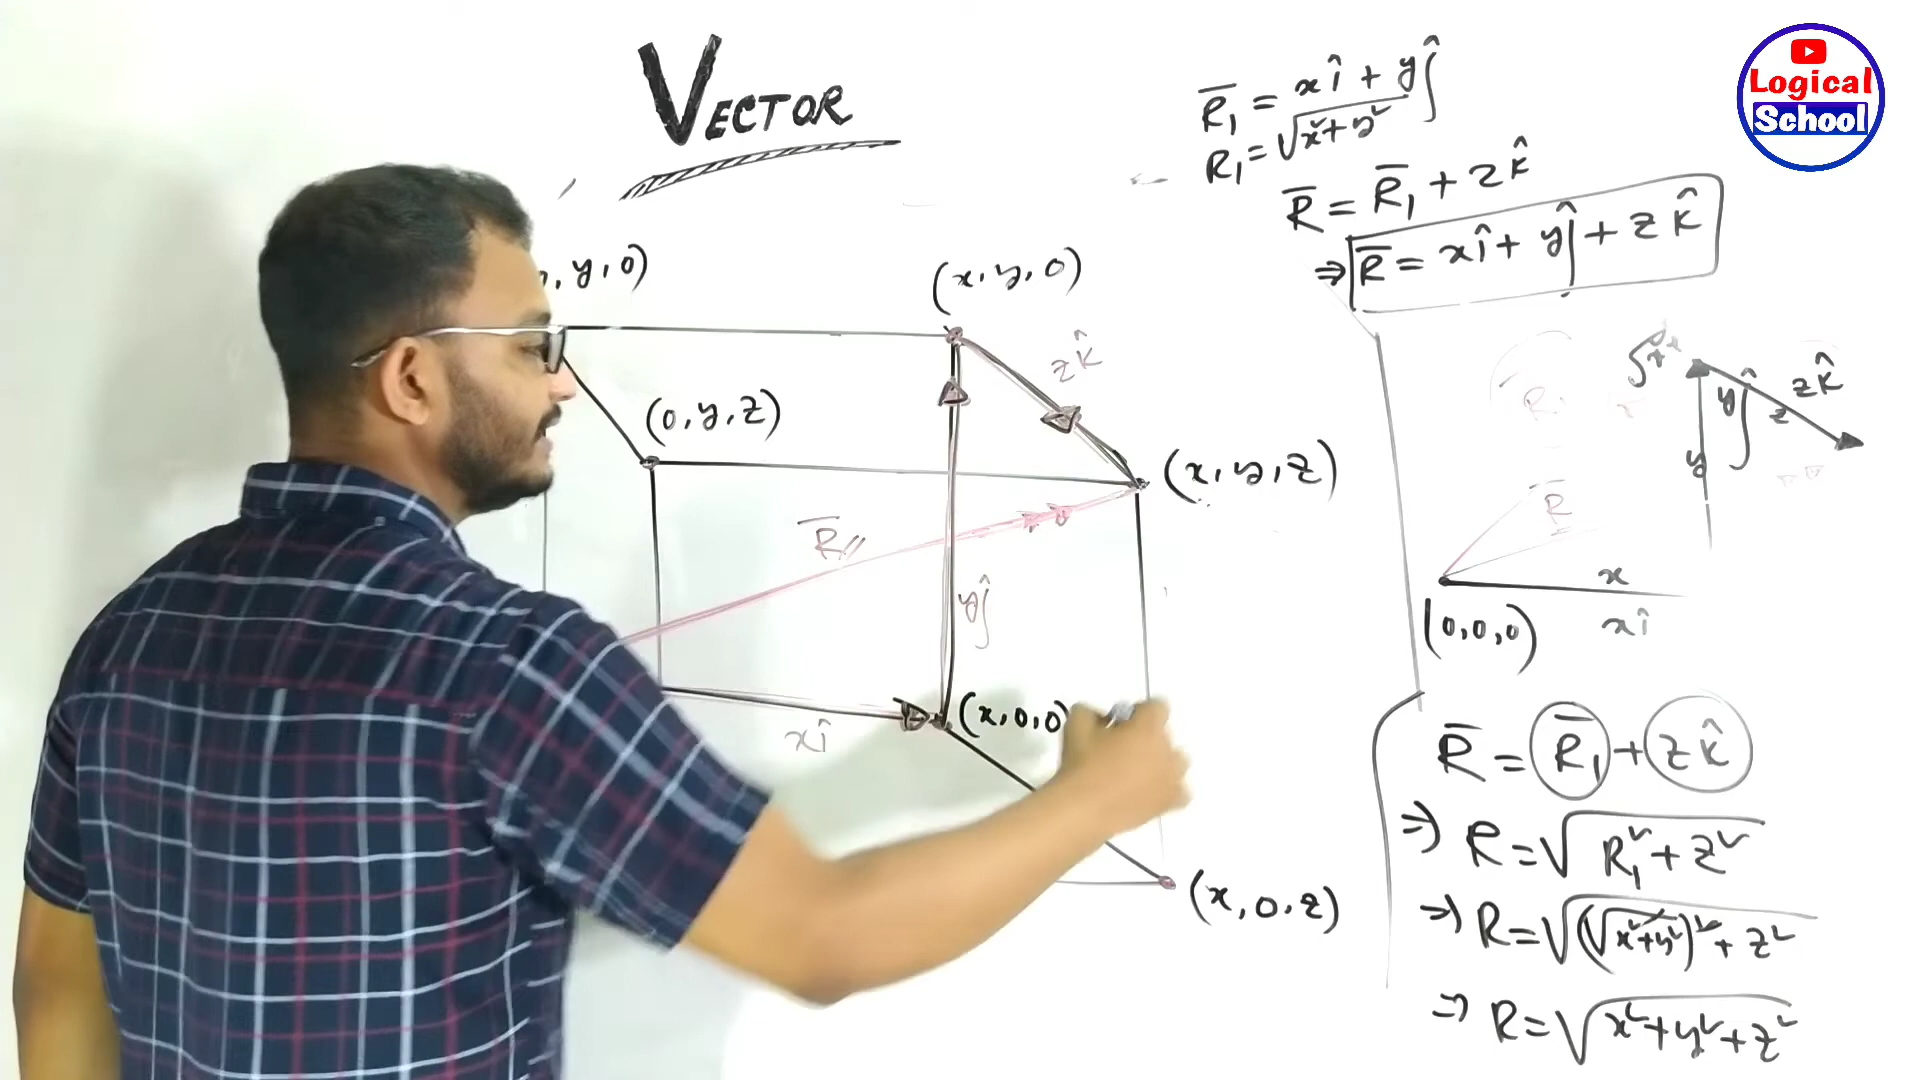 VECTOR
Logical
School
R̅₁ = xî + yĵ
R₁ = √x²+y²
R̅ = R̅₁ + zk̂
⇒ R̅ = xî + yĵ + zk̂
, y, 0)
(x, y, 0)
zk̂
(0, y, z)
(x, y, z)
R̅
yĵ
xî
(x, 0, 0)
(x, 0, z)
yĵ
z
zk̂
y
R̅
x
(0, 0, 0)
xî
R̅ = R̅₁ + zk̂
⇒ R = √R₁² + z²
⇒ R = √(√x²+y²)² + z²
⇒ R = √x²+y²+z²